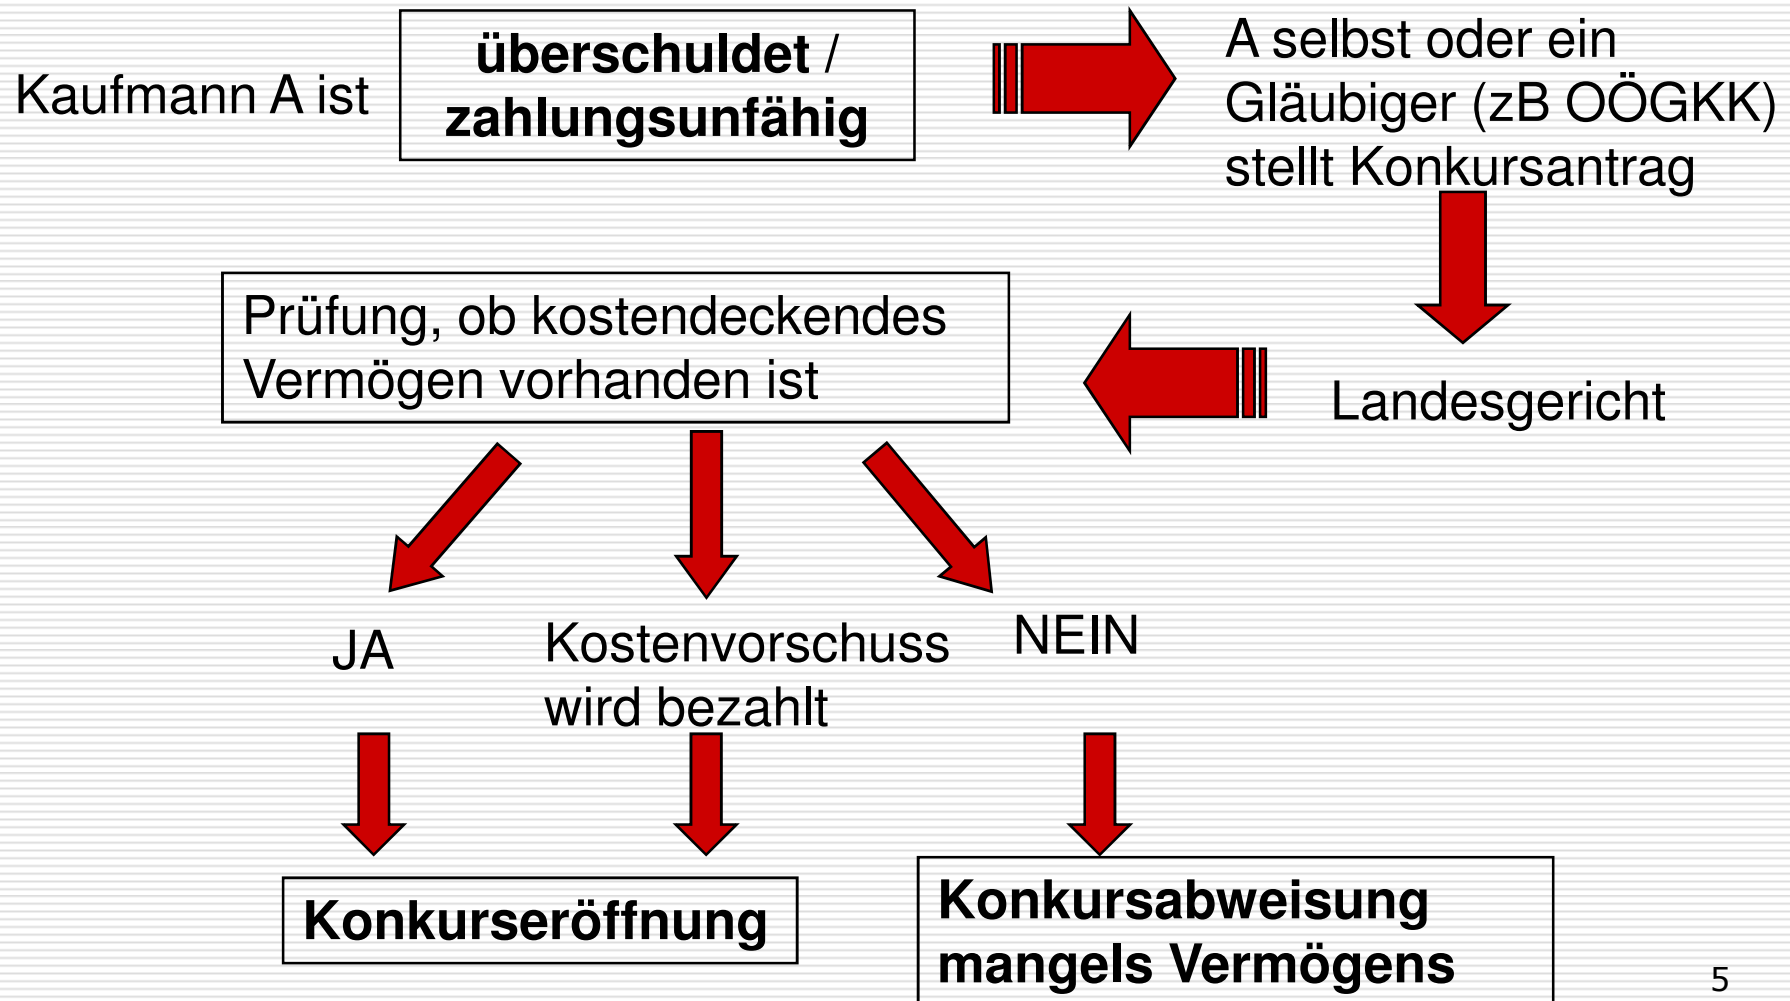 Kaufmann A ist
überschuldet /
zahlungsunfähig
A selbst oder ein
Gläubiger (zB OÖGKK)
stellt Konkursantrag
Landesgericht
Prüfung, ob kostendeckendes
Vermögen vorhanden ist
JA
Kostenvorschuss
wird bezahlt
NEIN
Konkurseröffnung
Konkursabweisung
mangels Vermögens
5